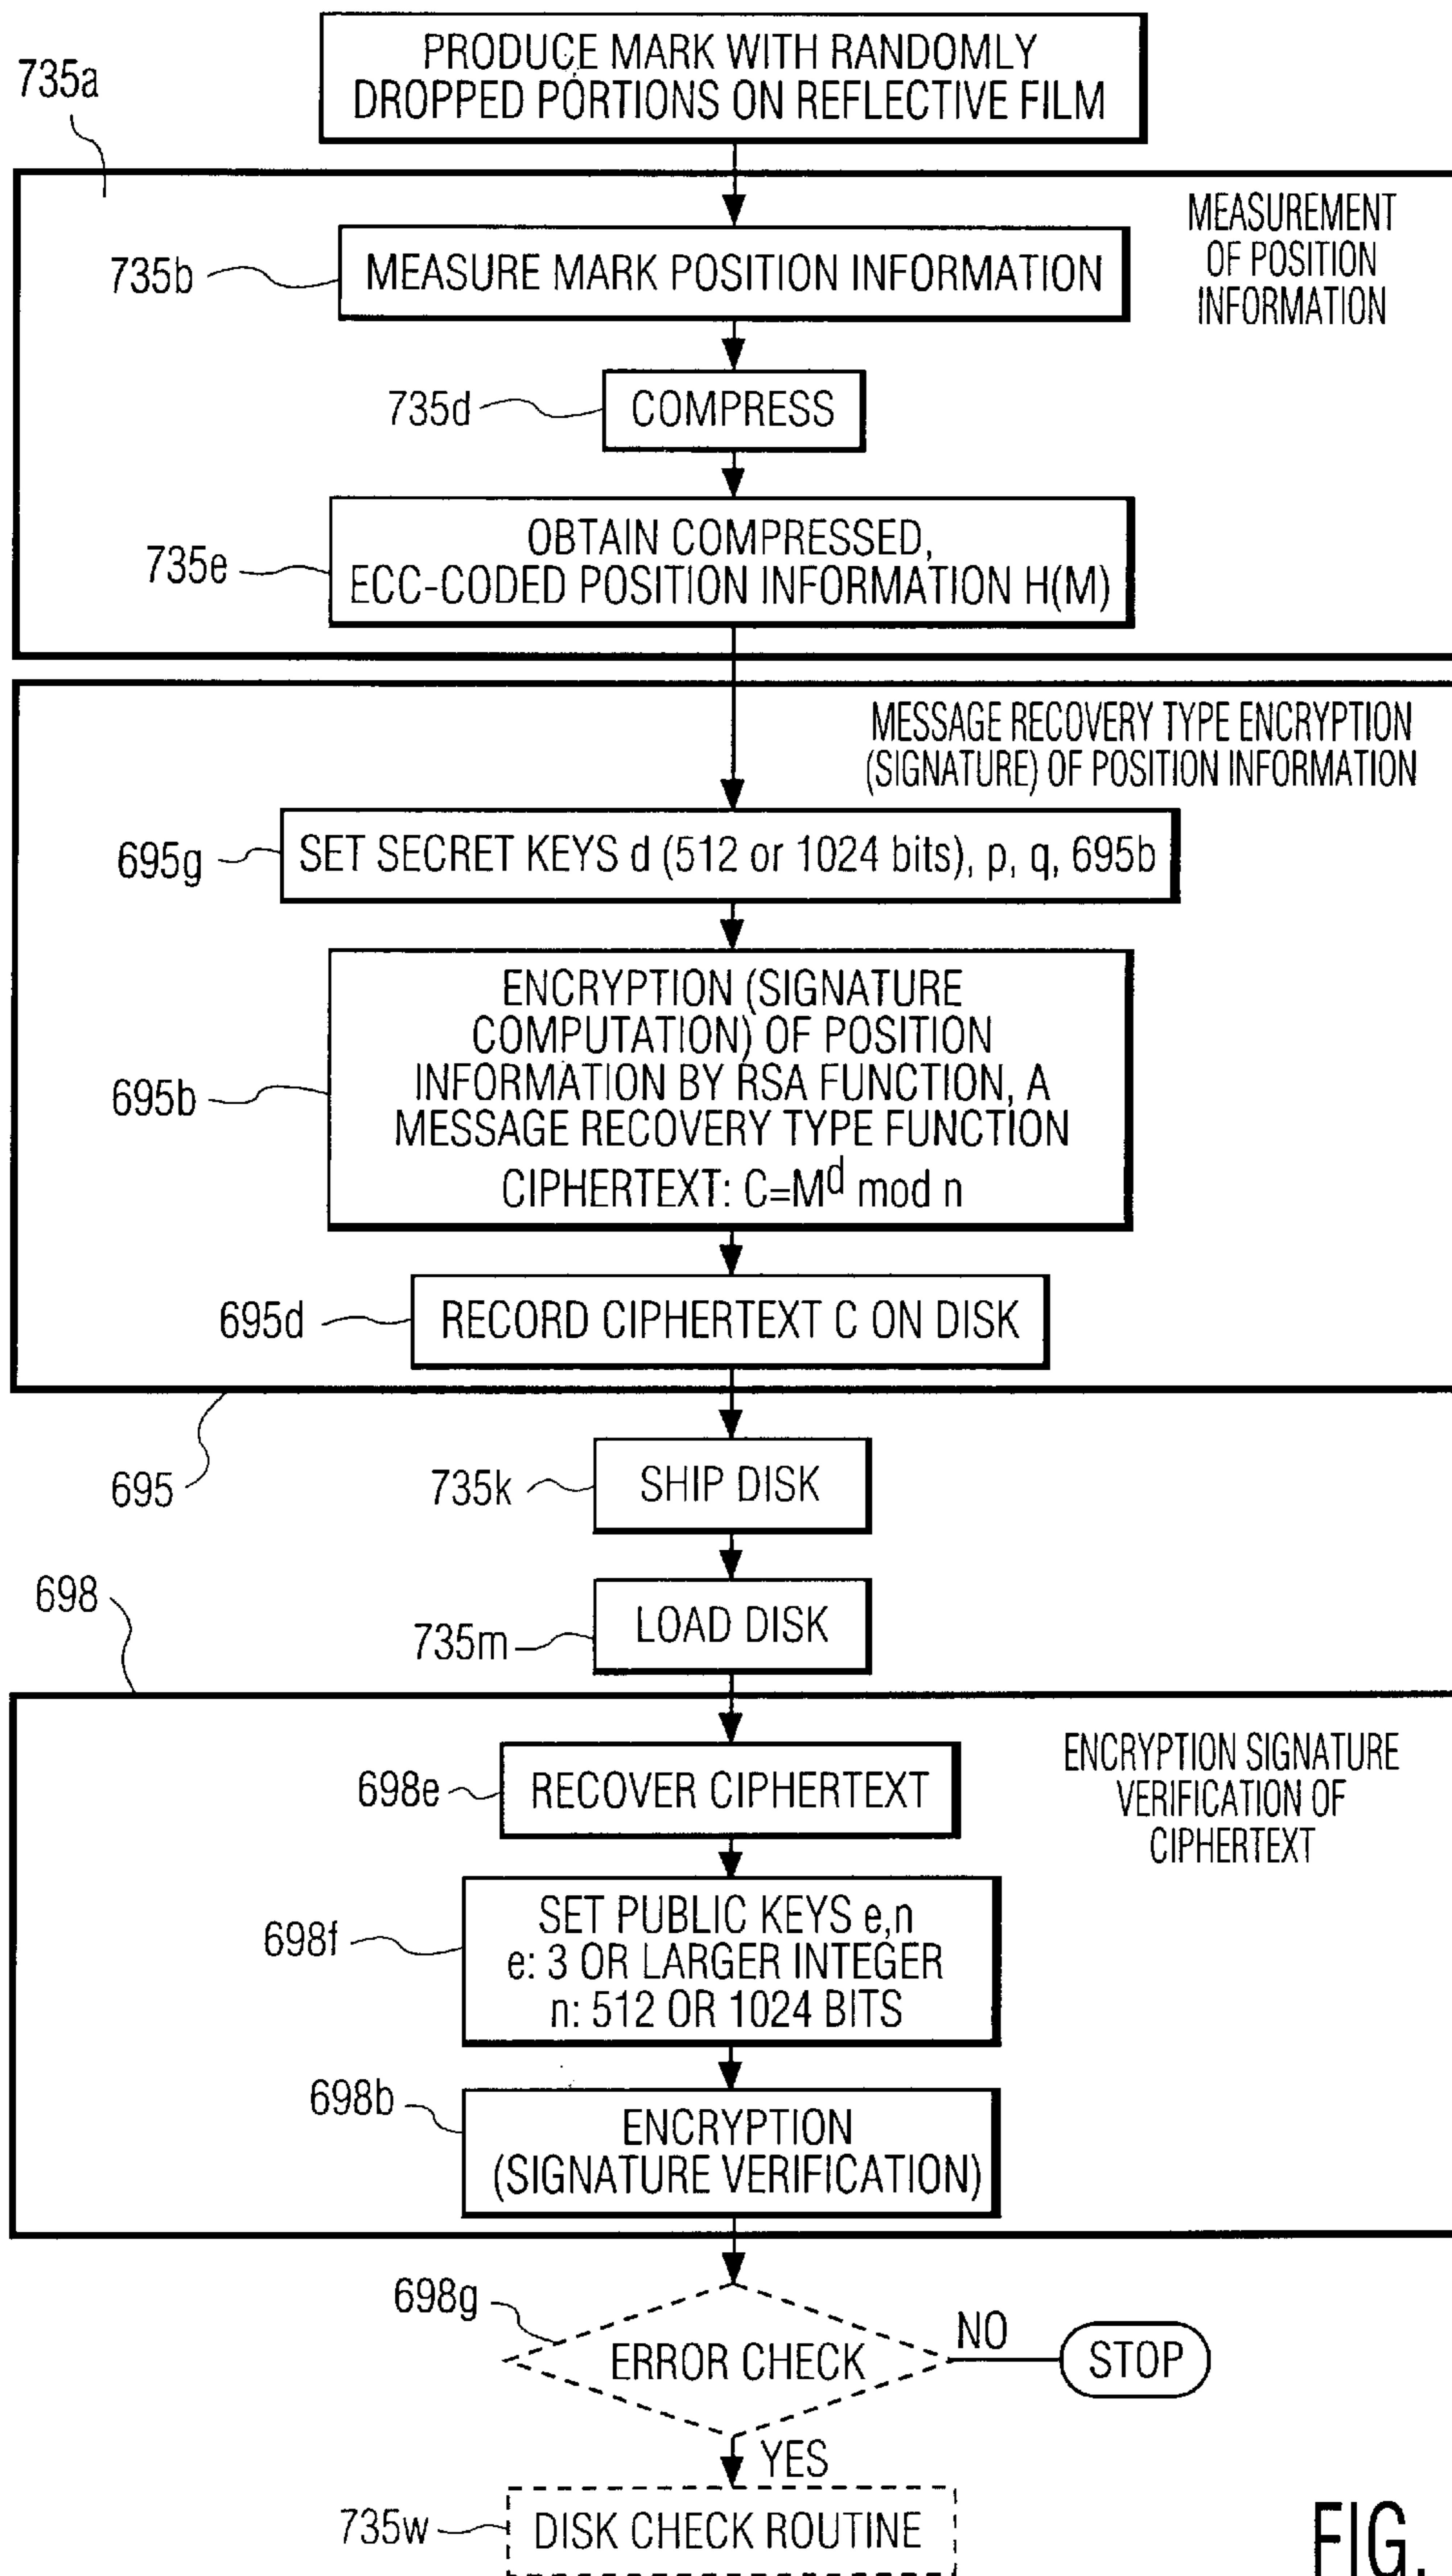 PRODUCE MARK WITH RANDOMLY
DROPPED PORTIONS ON REFLECTIVE FILM
735a
MEASUREMENT
OF POSITION
INFORMATION
735b
MEASURE MARK POSITION INFORMATION
735d
COMPRESS
735e
OBTAIN COMPRESSED,
ECC-CODED POSITION INFORMATION H(M)
MESSAGE RECOVERY TYPE ENCRYPTION
(SIGNATURE) OF POSITION INFORMATION
695g
SET SECRET KEYS d (512 or 1024 bits), p, q, 695b
695b
ENCRYPTION (SIGNATURE
COMPUTATION) OF POSITION
INFORMATION BY RSA FUNCTION, A
MESSAGE RECOVERY TYPE FUNCTION
CIPHERTEXT: C=M^d mod n
695d
RECORD CIPHERTEXT C ON DISK
695
735k
SHIP DISK
698
735m
LOAD DISK
ENCRYPTION SIGNATURE
VERIFICATION OF
CIPHERTEXT
698e
RECOVER CIPHERTEXT
698f
SET PUBLIC KEYS e,n
e: 3 OR LARGER INTEGER
n: 512 OR 1024 BITS
698b
ENCRYPTION
(SIGNATURE VERIFICATION)
698g
ERROR CHECK
NO
STOP
YES
735w
DISK CHECK ROUTINE
FIG.